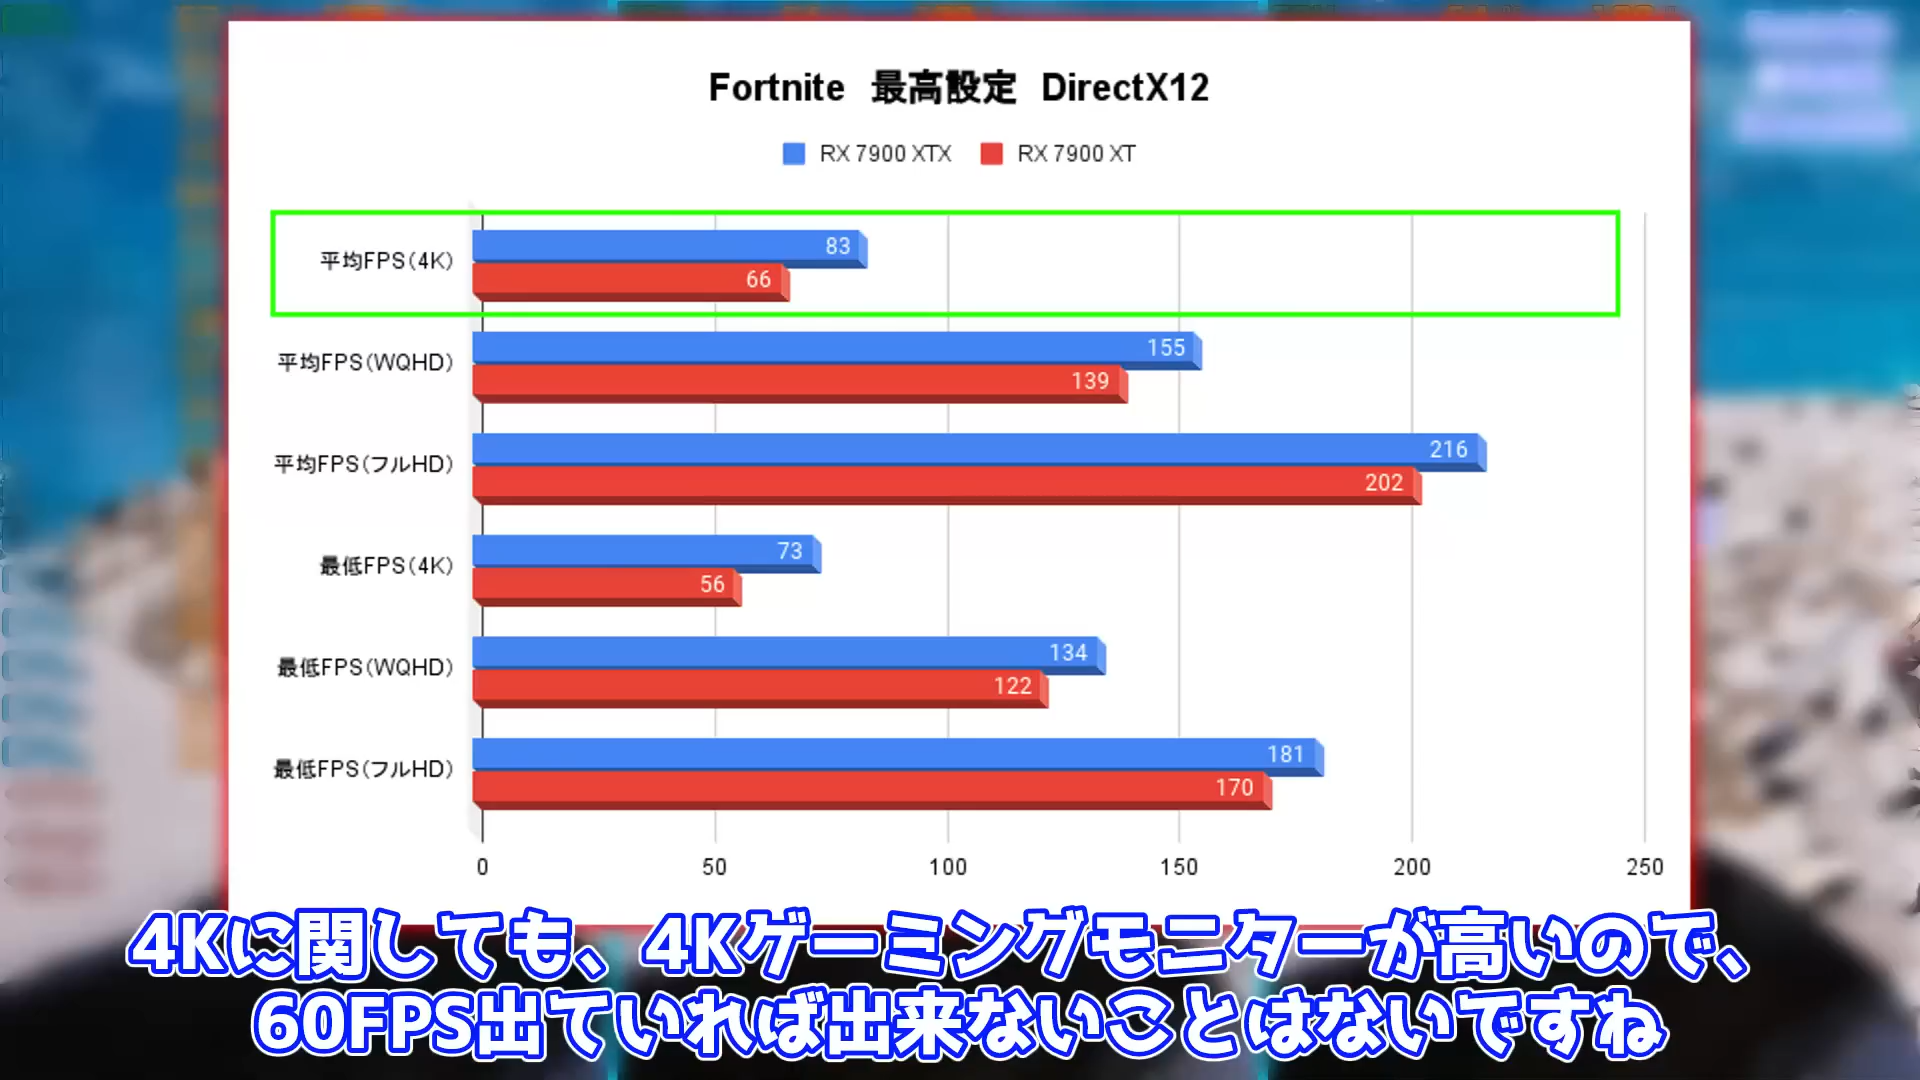 Fortnite 最高設定 DirectX12
RX 7900 XTX RX 7900 XT
平均FPS(4K) 83
66
平均FPS(WQHD) 155
139
平均FPS(フルHD) 216
202
最低FPS(4K) 73
56
最低FPS(WQHD) 134
122
最低FPS(フルHD) 181
170
0 50 100 150 200 250
4Kに関しても、4Kゲーミングモニターが高いので、
60FPS出ていれば出来ないことはないですね